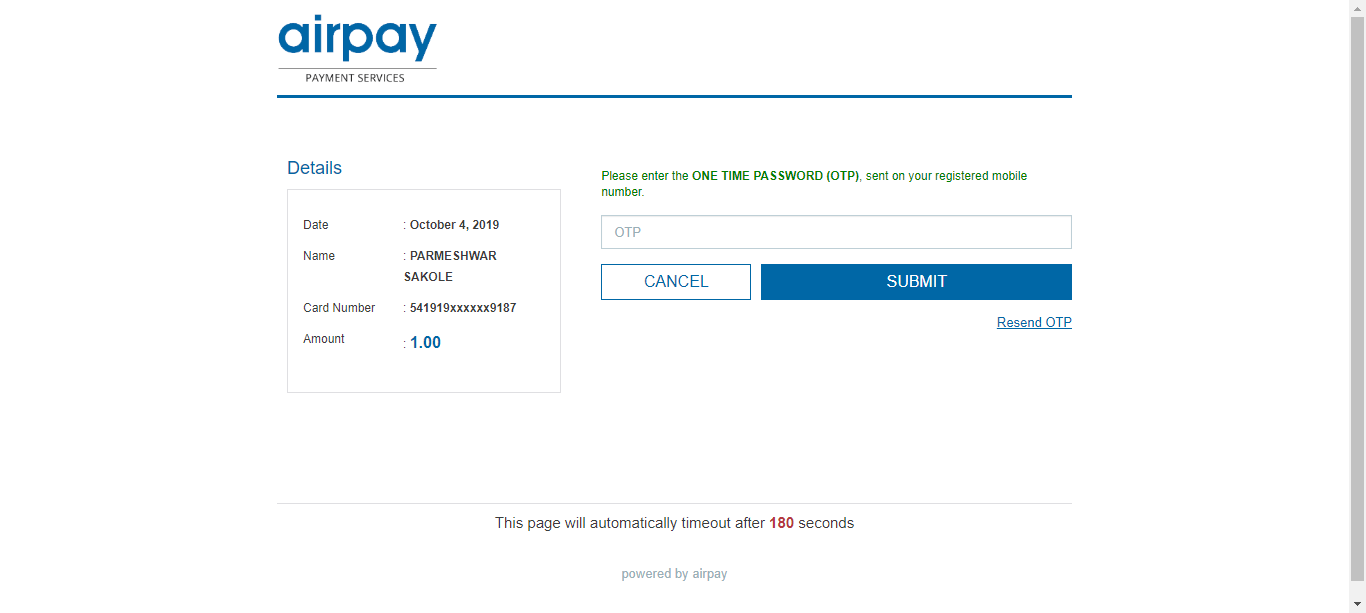 airpay
PAYMENT SERVICES
Details
Date : October 4, 2019
Name : PARMESHWAR
SAKOLE
Card Number : 541919xxxxxx9187
Amount : 1.00
Please enter the ONE TIME PASSWORD (OTP), sent on your registered mobile
number.
OTP
CANCEL SUBMIT
Resend OTP
This page will automatically timeout after 180 seconds
powered by airpay